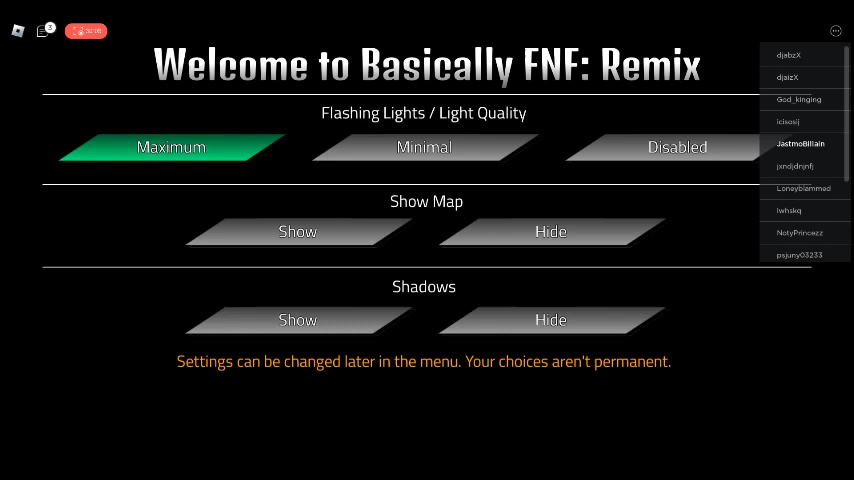 3
Welcome to Basically FNF: Remix
Flashing Lights / Light Quality
Maximum
Minimal
Disabled
Show Map
Show
Hide
Shadows
Show
Hide
Settings can be changed later in the menu. Your choices aren't permanent.
djabzX
djaizX
God_kinging
icisosij
JastmoBillain
jxndjdnjnfj
Loneyblammed
lwhskq
NotyPrincezz
psjuny03233